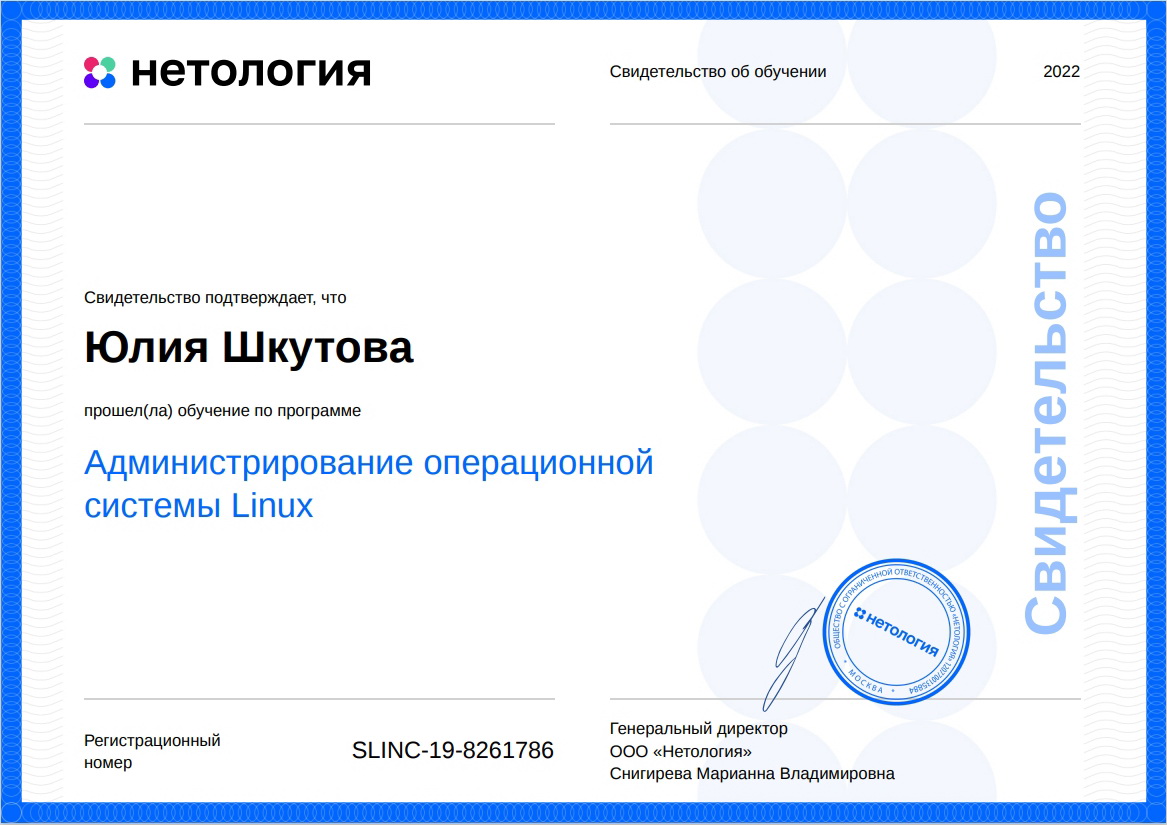 нетология
Свидетельство об обучении
2022
Свидетельство подтверждает, что
Юлия Шкутова
прошел(ла) обучение по программе
Администрирование операционной
системы Linux
Свидетельство
ОБЩЕСТВО С ОГРАНИЧЕННОЙ ОТВЕТСТВЕННОСТЬЮ «НЕТОЛОГИЯ» 1207700135884
* МОСКВА *
нетология
Регистрационный
номер
SLINC-19-8261786
Генеральный директор
ООО «Нетология»
Снигирева Марианна Владимировна